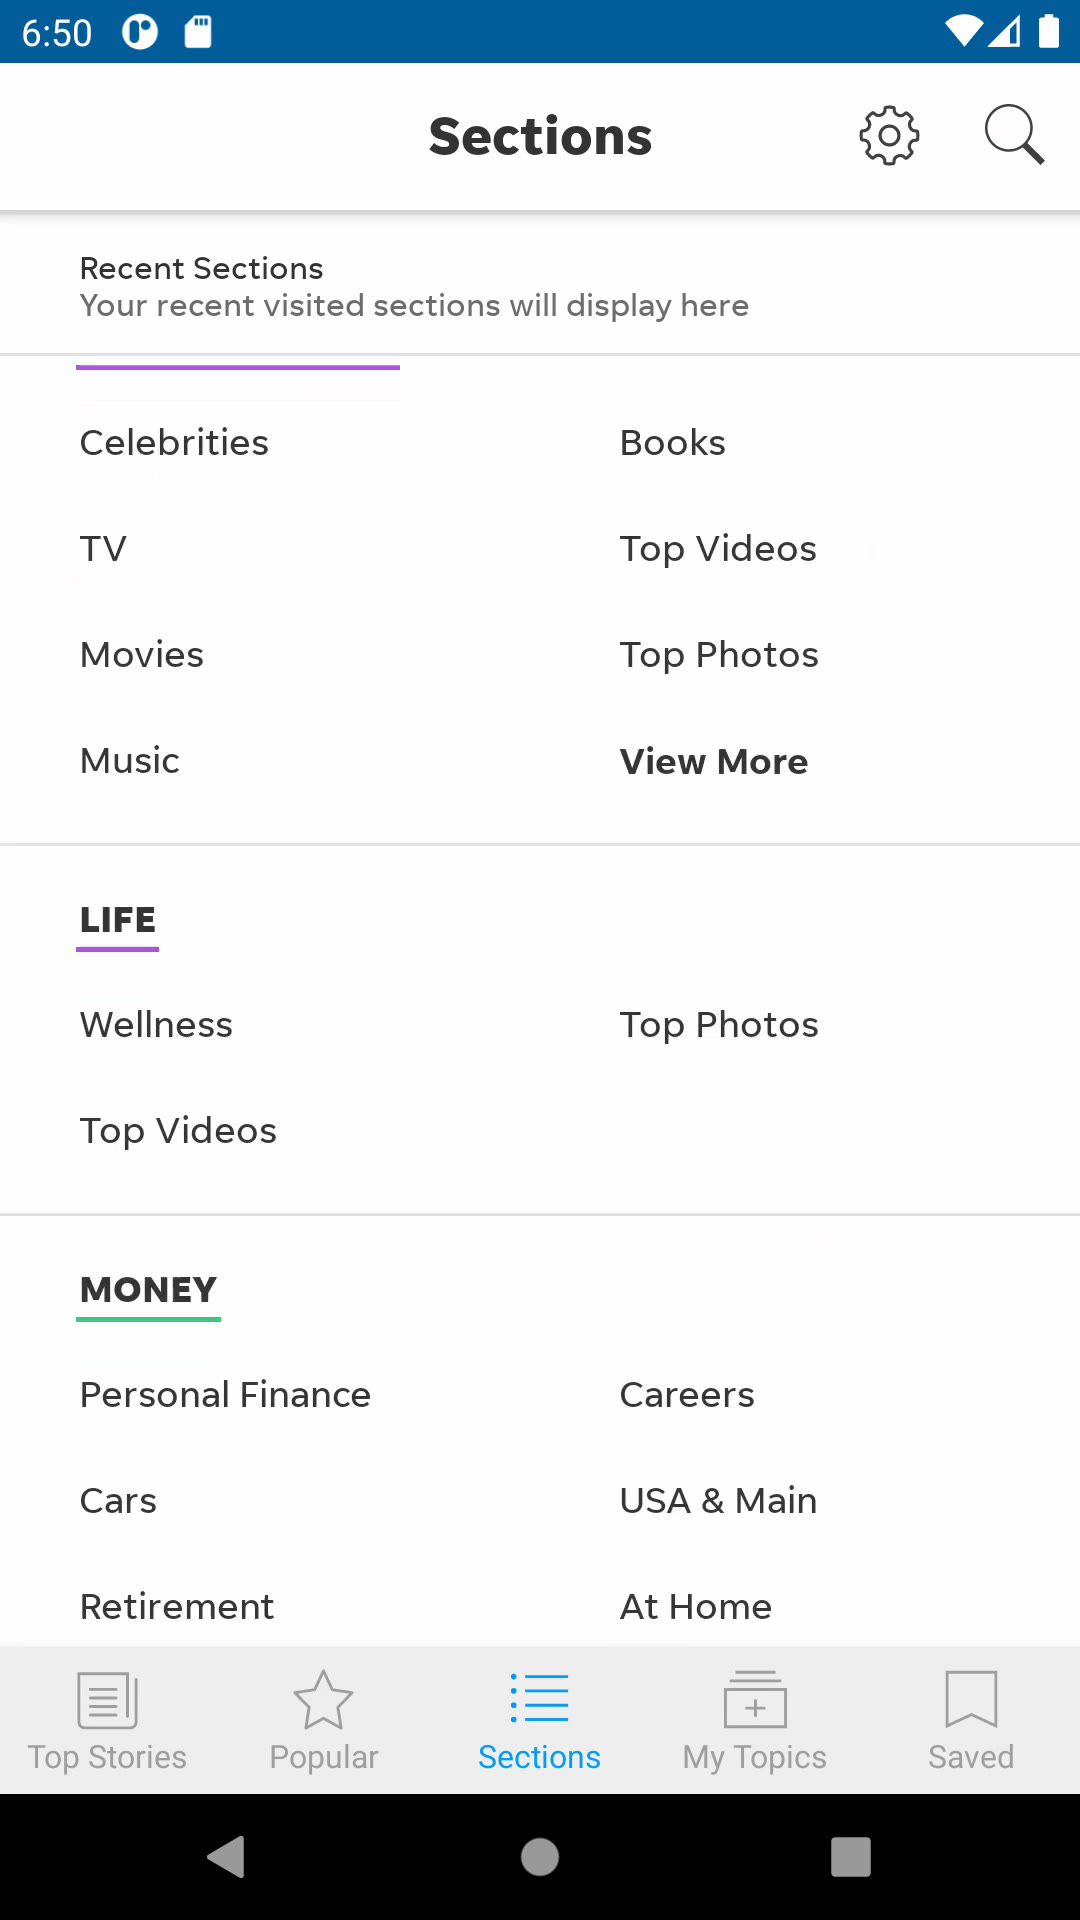 6:50
Sections
Recent Sections
Your recent visited sections will display here
Celebrities
Books
TV
Top Videos
Movies
Top Photos
Music
View More
LIFE
Wellness
Top Photos
Top Videos
MONEY
Personal Finance
Careers
Cars
USA & Main
Retirement
At Home
Top Stories
Popular
Sections
My Topics
Saved